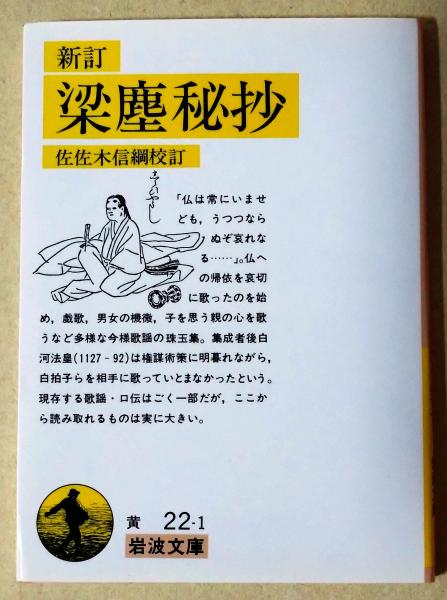 新訂
梁塵秘抄
佐佐木信綱校訂
「仏は常にいませ
ども，うつつなら
ぬぞ哀れな
る……」。仏へ
の帰依を哀切
に歌ったのを始
め，戯歌，男女の機微，子を思う親の心を歌
うなど多様な今様歌謡の珠玉集。集成者後白
河法皇(1127‐92)は権謀術策に明暮れながら，
白拍子らを相手に歌っていとまなかったという。
現存する歌謡・口伝はごく一部だが，ここか
ら読み取れるものは実に大きい。
黄 22-1
岩波文庫